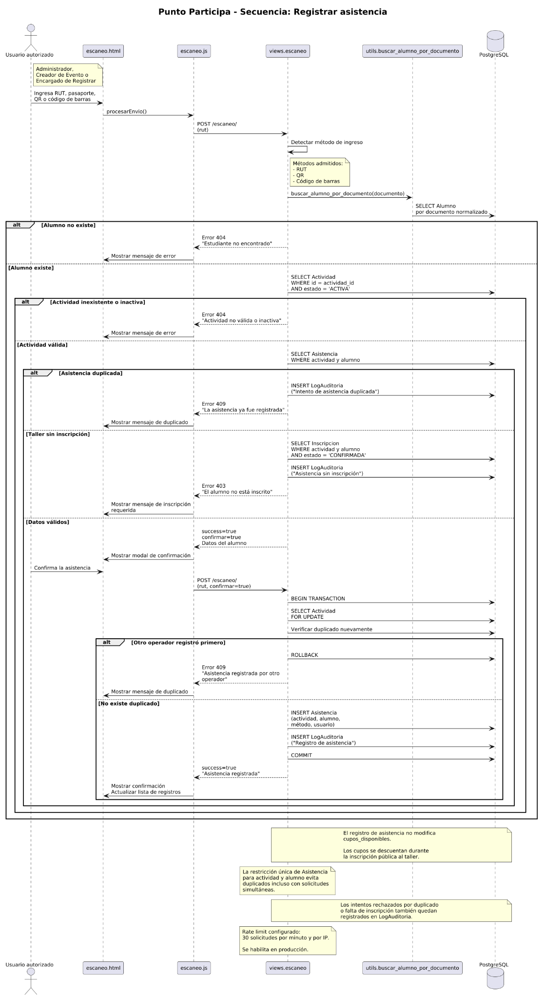 Punto Participa - Secuencia: Registrar asistencia
Usuario autorizado
escaneo.html
escaneo.js
views.escaneo
utils.buscar_alumno_por_documento
PostgreSQL
Administrador,
Creador de Evento o
Encargado de Registrar
Ingresa RUT, pasaporte,
QR o código de barras
procesarEnvio()
POST /escaneo/
(rut)
Detectar método de ingreso
Métodos admitidos:
- RUT
- QR
- Código de barras
buscar_alumno_por_documento(documento)
SELECT Alumno
por documento normalizado
alt
[Alumno no existe]
Error 404
"Estudiante no encontrado"
Mostrar mensaje de error
[Alumno existe]
SELECT Actividad
WHERE id = actividad_id
AND estado = 'ACTIVA'
alt
[Actividad inexistente o inactiva]
Error 404
"Actividad no válida o inactiva"
Mostrar mensaje de error
[Actividad válida]
SELECT Asistencia
WHERE actividad y alumno
alt
[Asistencia duplicada]
INSERT LogAuditoria
("Intento de asistencia duplicada")
Error 409
"La asistencia ya fue registrada"
Mostrar mensaje de duplicado
[Taller sin inscripción]
SELECT Inscripcion
WHERE actividad y alumno
AND estado = 'CONFIRMADA'
INSERT LogAuditoria
("Asistencia sin inscripción")
Error 403
"El alumno no está inscrito"
Mostrar mensaje de inscripción
requerida
[Datos válidos]
success=true
confirmar=true
Datos del alumno
Mostrar modal de confirmación
Confirma la asistencia
POST /escaneo/
(rut, confirmar=true)
BEGIN TRANSACTION
SELECT Actividad
FOR UPDATE
Verificar duplicado nuevamente
alt
[Otro operador registró primero]
ROLLBACK
Error 409
"Asistencia registrada por otro
operador"
Mostrar mensaje de duplicado
[No existe duplicado]
INSERT Asistencia
(actividad, alumno,
método, usuario)
INSERT LogAuditoria
("Registro de asistencia")
COMMIT
success=true
"Asistencia registrada"
Mostrar confirmación
Actualizar lista de registros
El registro de asistencia no modifica
cupos_disponibles.
Los cupos se descuentan durante
la inscripción pública al taller.
La restricción única de Asistencia
para actividad y alumno evita
duplicados incluso con solicitudes
simultáneas.
Los intentos rechazados por duplicado
o falta de inscripción también quedan
registrados en LogAuditoria.
Rate limit configurado:
30 solicitudes por minuto y por IP.
Se habilita en producción.
Usuario autorizado
escaneo.html
escaneo.js
views.escaneo
utils.buscar_alumno_por_documento
PostgreSQL